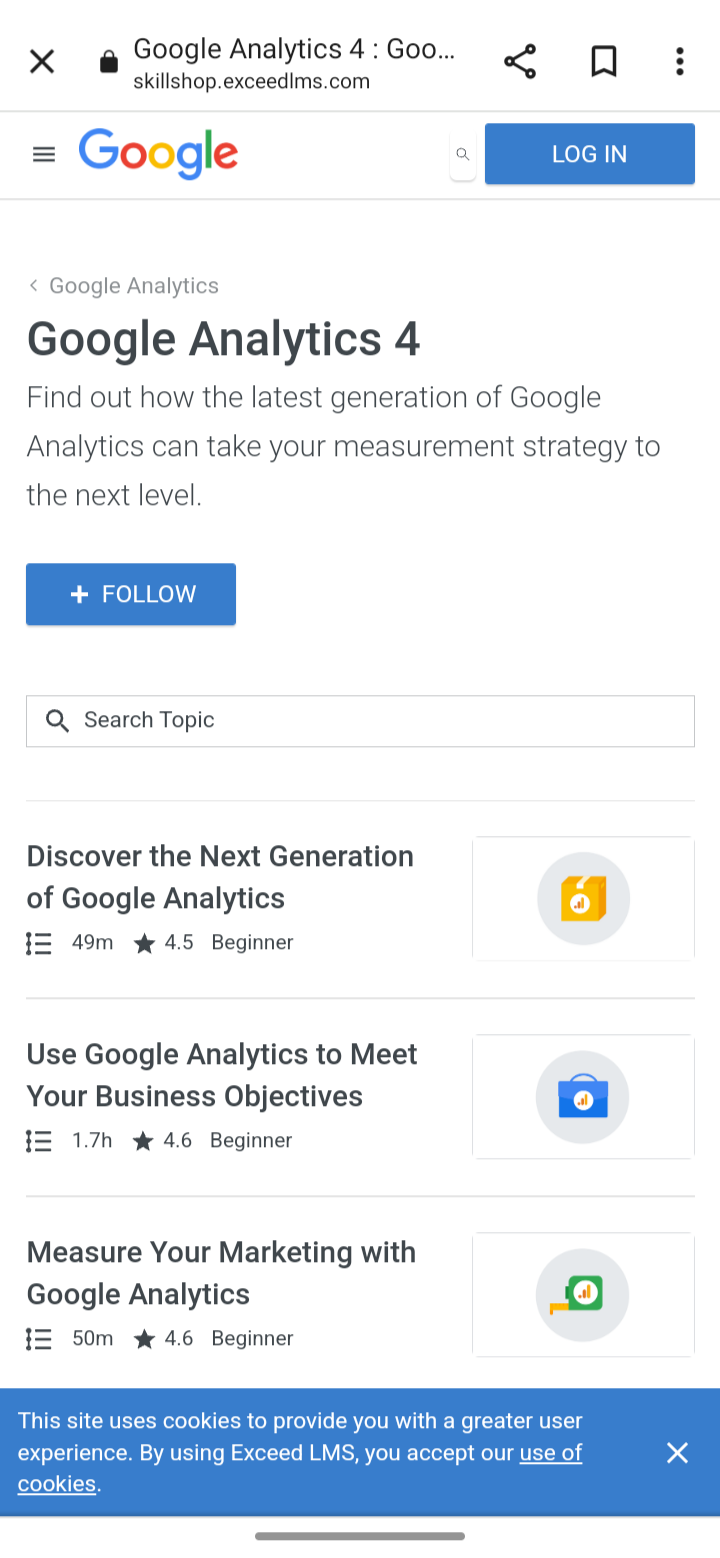 Google Analytics 4 : Goo...
skillshop.exceedlms.com
Google
LOG IN
Google Analytics
Google Analytics 4
Find out how the latest generation of Google
Analytics can take your measurement strategy to
the next level.
+ FOLLOW
Search Topic
Discover the Next Generation
of Google Analytics
49m 4.5 Beginner
Use Google Analytics to Meet
Your Business Objectives
1.7h 4.6 Beginner
Measure Your Marketing with
Google Analytics
50m 4.6 Beginner
This site uses cookies to provide you with a greater user
experience. By using Exceed LMS, you accept our use of
cookies.